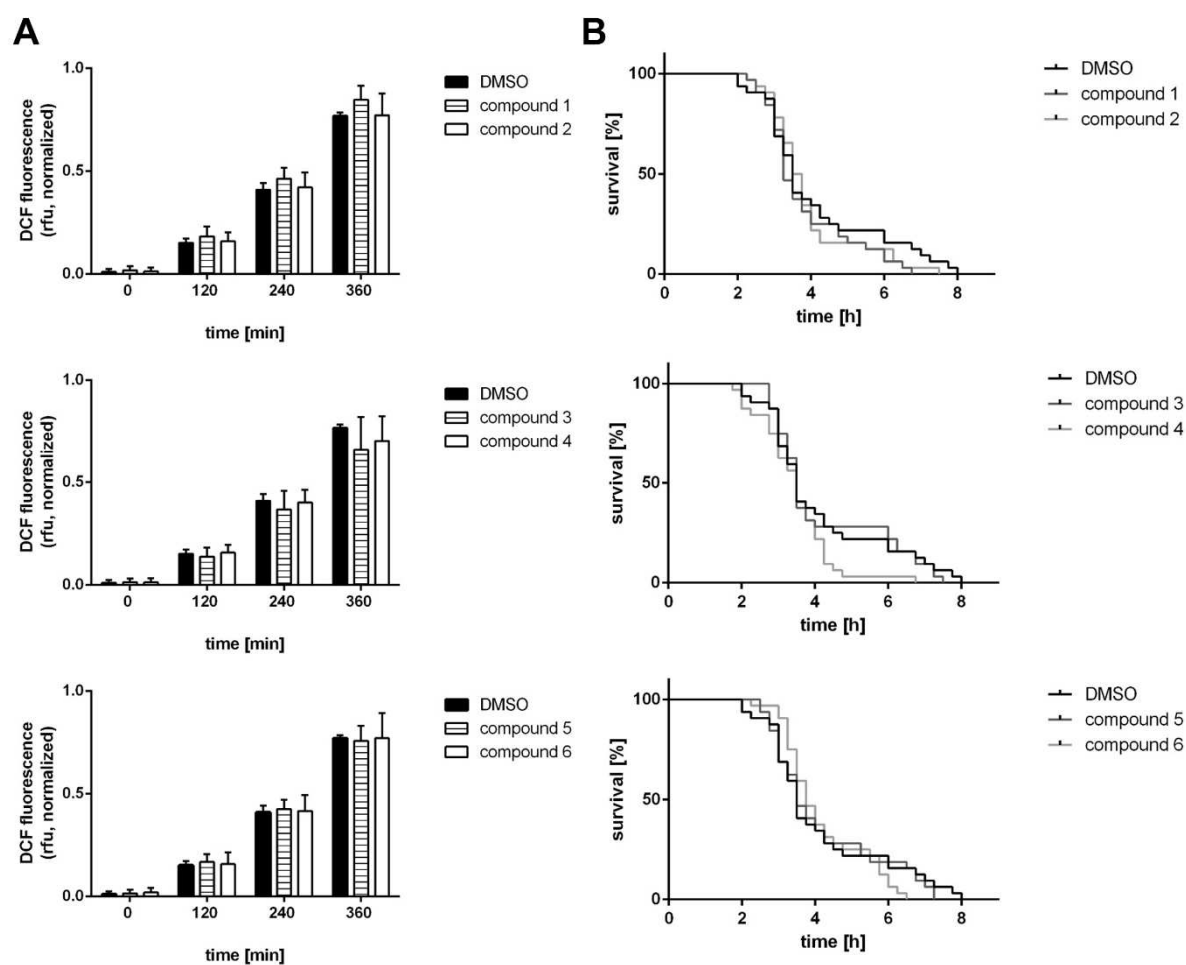 A
B
1.0
0.5
0.0
DCF fluorescence
(rfu, normalized)
0 120 240 360
time [min]
DMSO
compound 1
compound 2
100
50
0
survival [%]
0 2 4 6 8
time [h]
DMSO
compound 1
compound 2
1.0
0.5
0.0
DCF fluorescence
(rfu, normalized)
0 120 240 360
time [min]
DMSO
compound 3
compound 4
100
50
0
survival [%]
0 2 4 6 8
time [h]
DMSO
compound 3
compound 4
1.0
0.5
0.0
DCF fluorescence
(rfu, normalized)
0 120 240 360
time [min]
DMSO
compound 5
compound 6
100
50
0
survival [%]
0 2 4 6 8
time [h]
DMSO
compound 5
compound 6